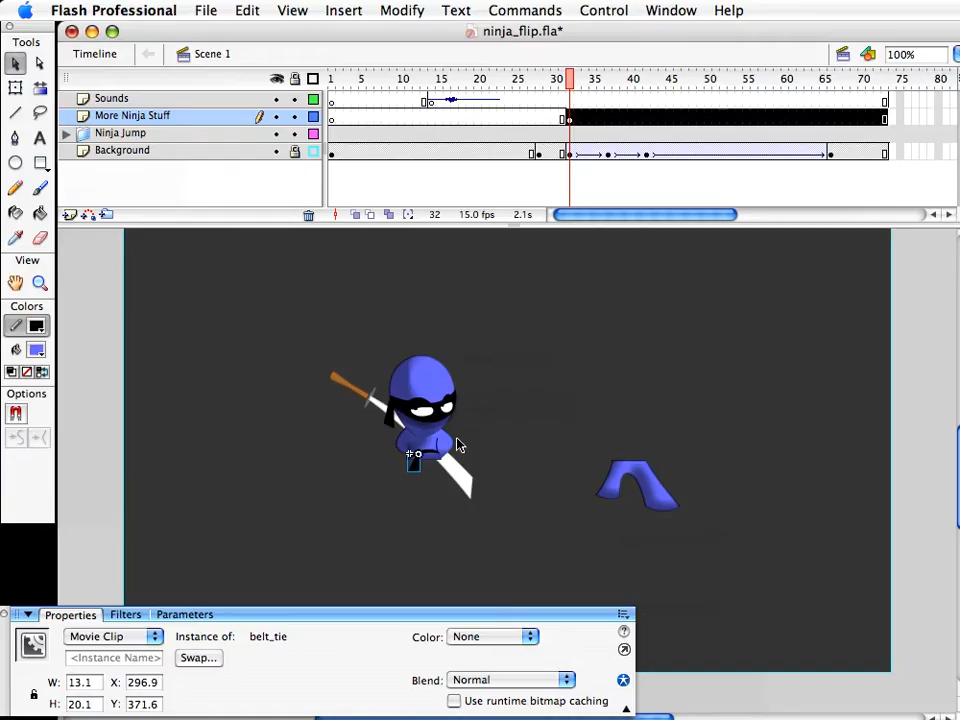 Flash Professional File Edit View Insert Modify Text Commands Control Window Help
ninja_flip.fla*
Tools
Timeline
Scene 1
100%
1 5 10 15 20 25 30 35 40 45 50 55 60 65 70 75 80
Sounds
More Ninja Stuff
Ninja Jump
Background
32 15.0 fps 2.1s
View
Colors
Options
Properties Filters Parameters
Movie Clip
Instance of: belt_tie
Color: None
<Instance Name>
Swap...
W: 13.1 X: 296.9
Blend: Normal
H: 20.1 Y: 371.6
Use runtime bitmap caching